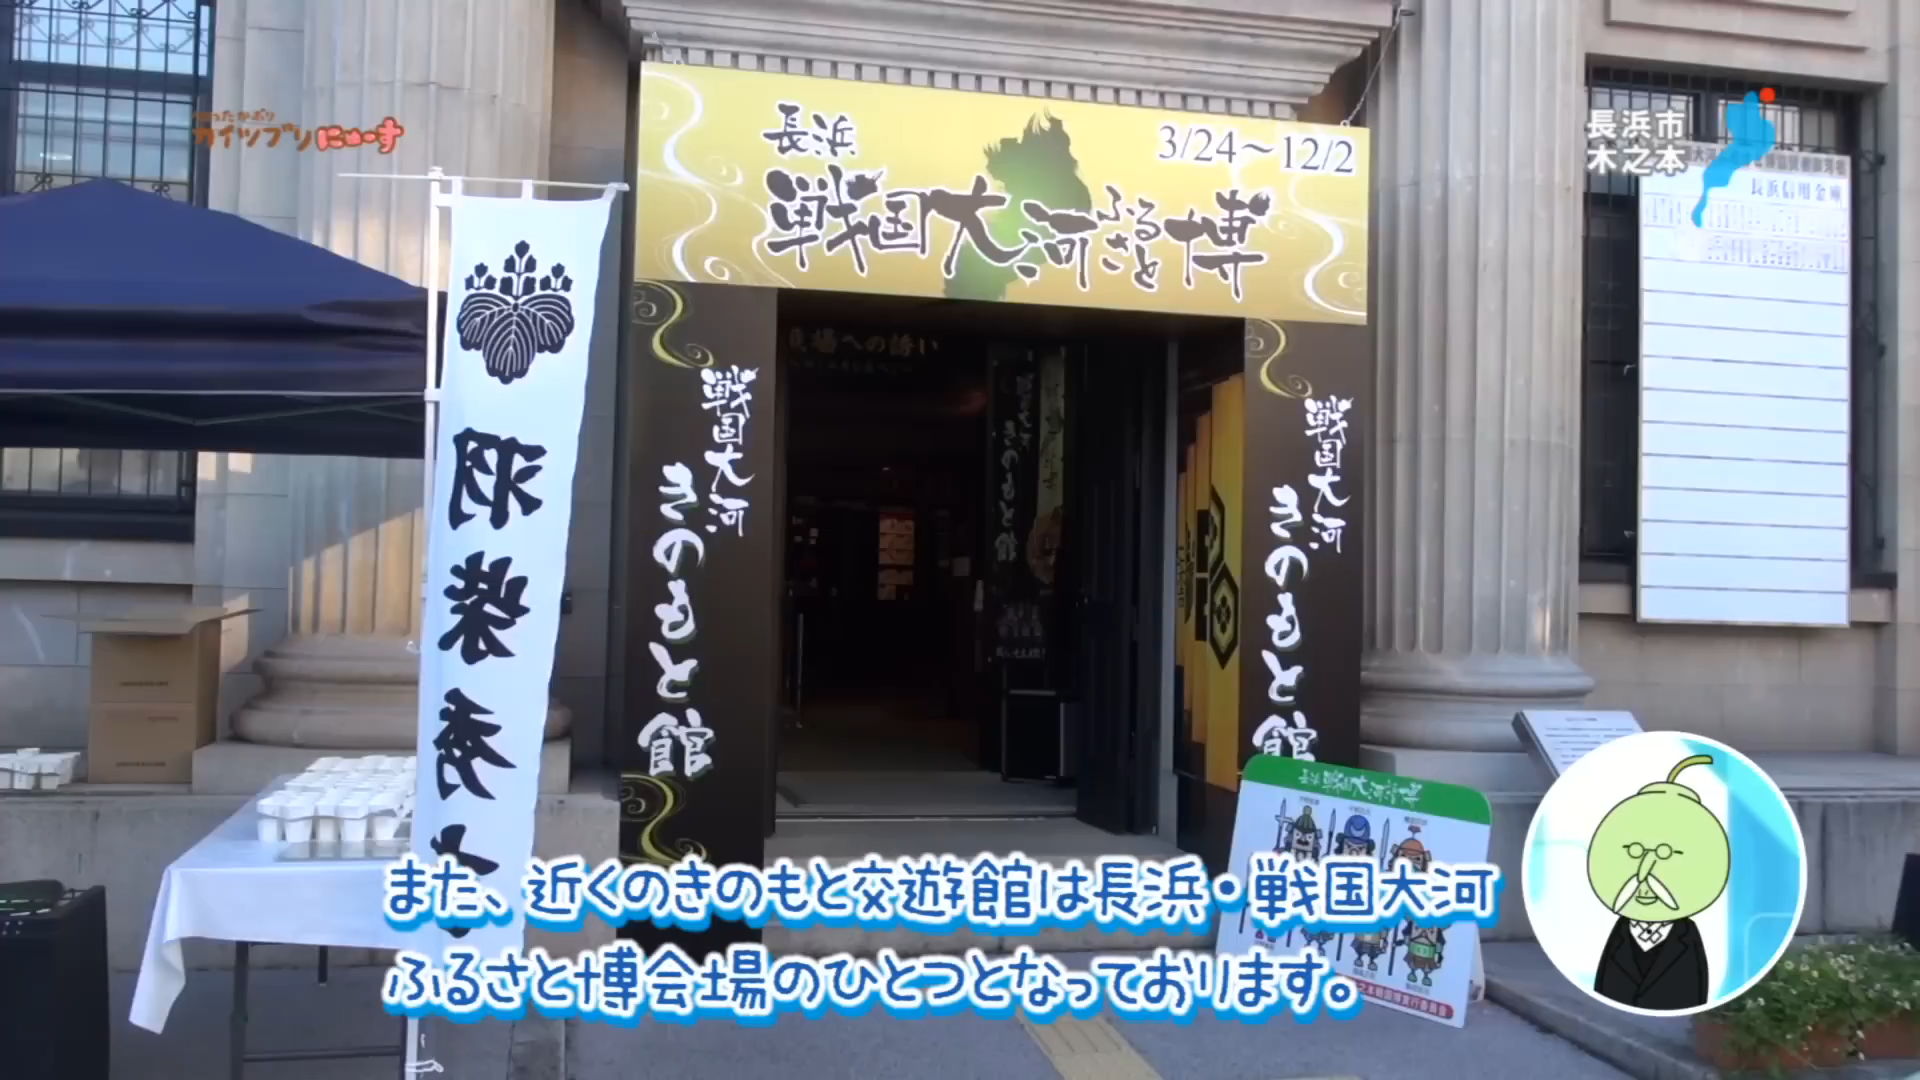 カイツブリにゅーす
長浜市
木之本
長浜
3/24〜12/2
戦国大河ふるさと博
長浜信用金庫
戦国大河
きのもと館
戦国大河
きのもと館
羽柴秀
長浜 戦国大河ふるさと博
また、近くのきのもと交遊館は長浜・戦国大河
ふるさと博会場のひとつとなっております。